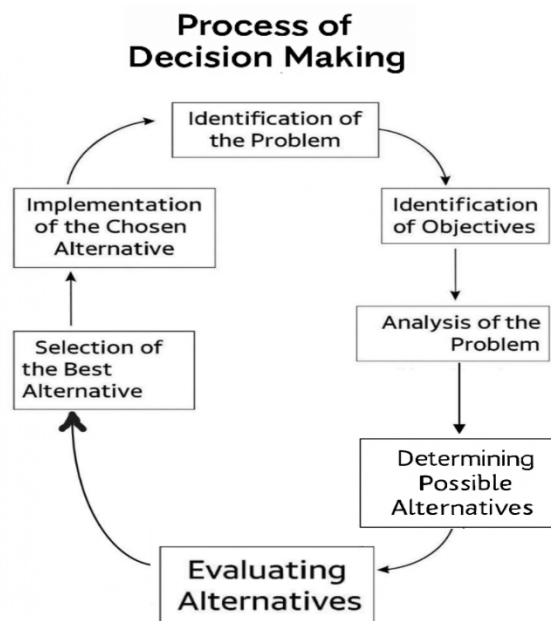 Process of
Decision Making
Identification of
the Problem
Identification
of Objectives
Analysis of the
Problem
Determining
Possible
Alternatives
Evaluating
Alternatives
Selection of
the Best
Alternative
Implementation
of the Chosen
Alternative